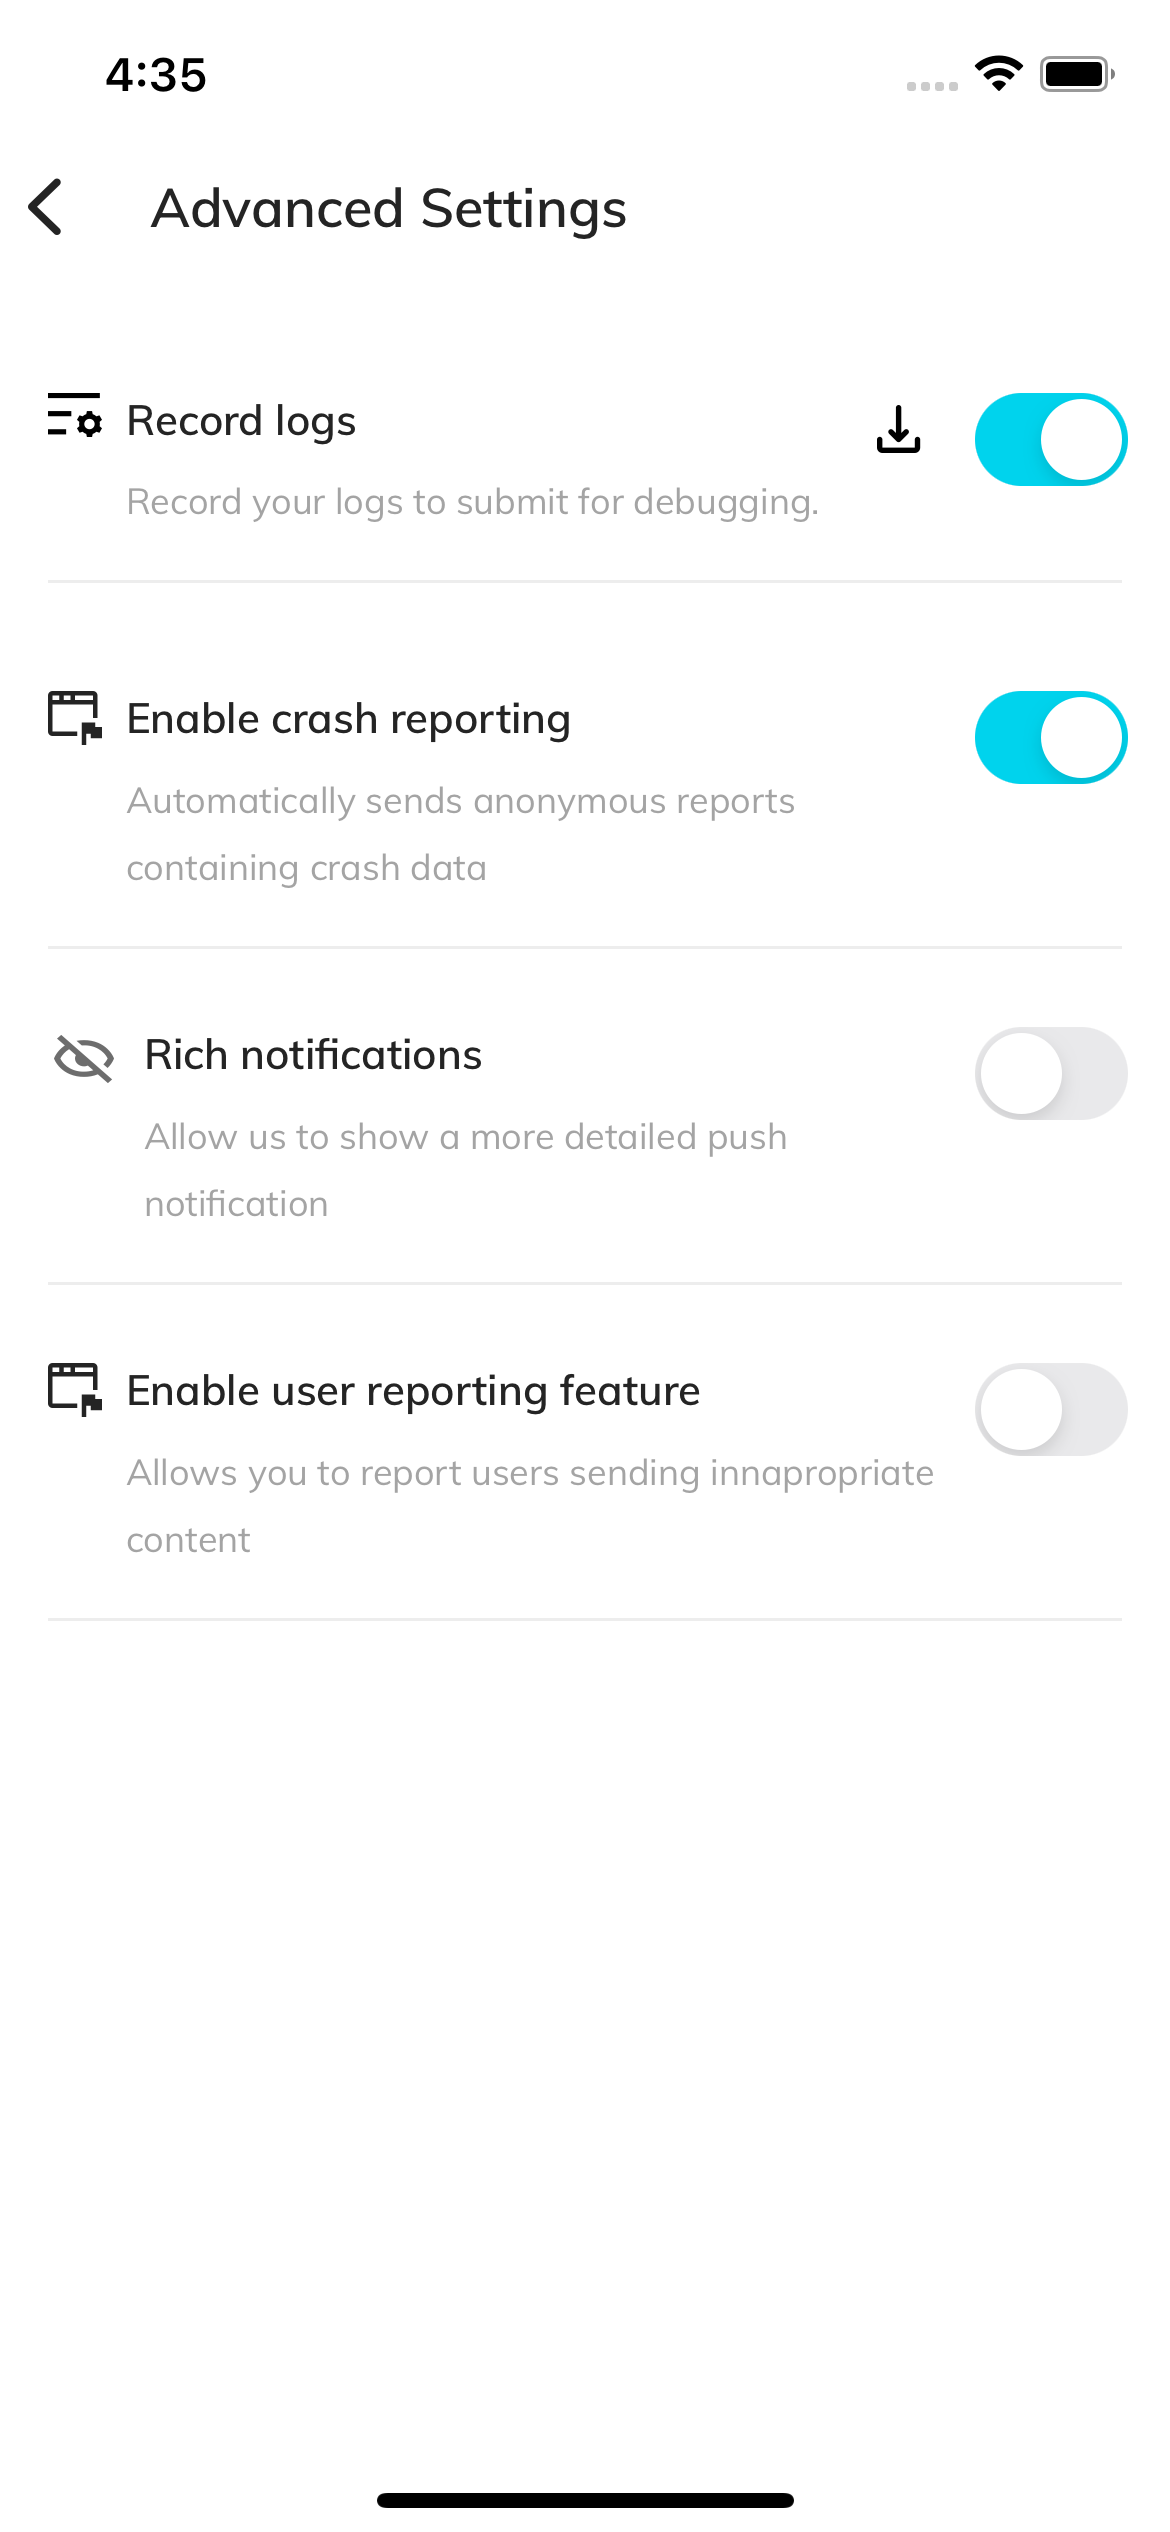 4:35
Advanced Settings
Record logs
Record your logs to submit for debugging.
Enable crash reporting
Automatically sends anonymous reports
containing crash data
Rich notifications
Allow us to show a more detailed push
notification
Enable user reporting feature
Allows you to report users sending innapropriate
content